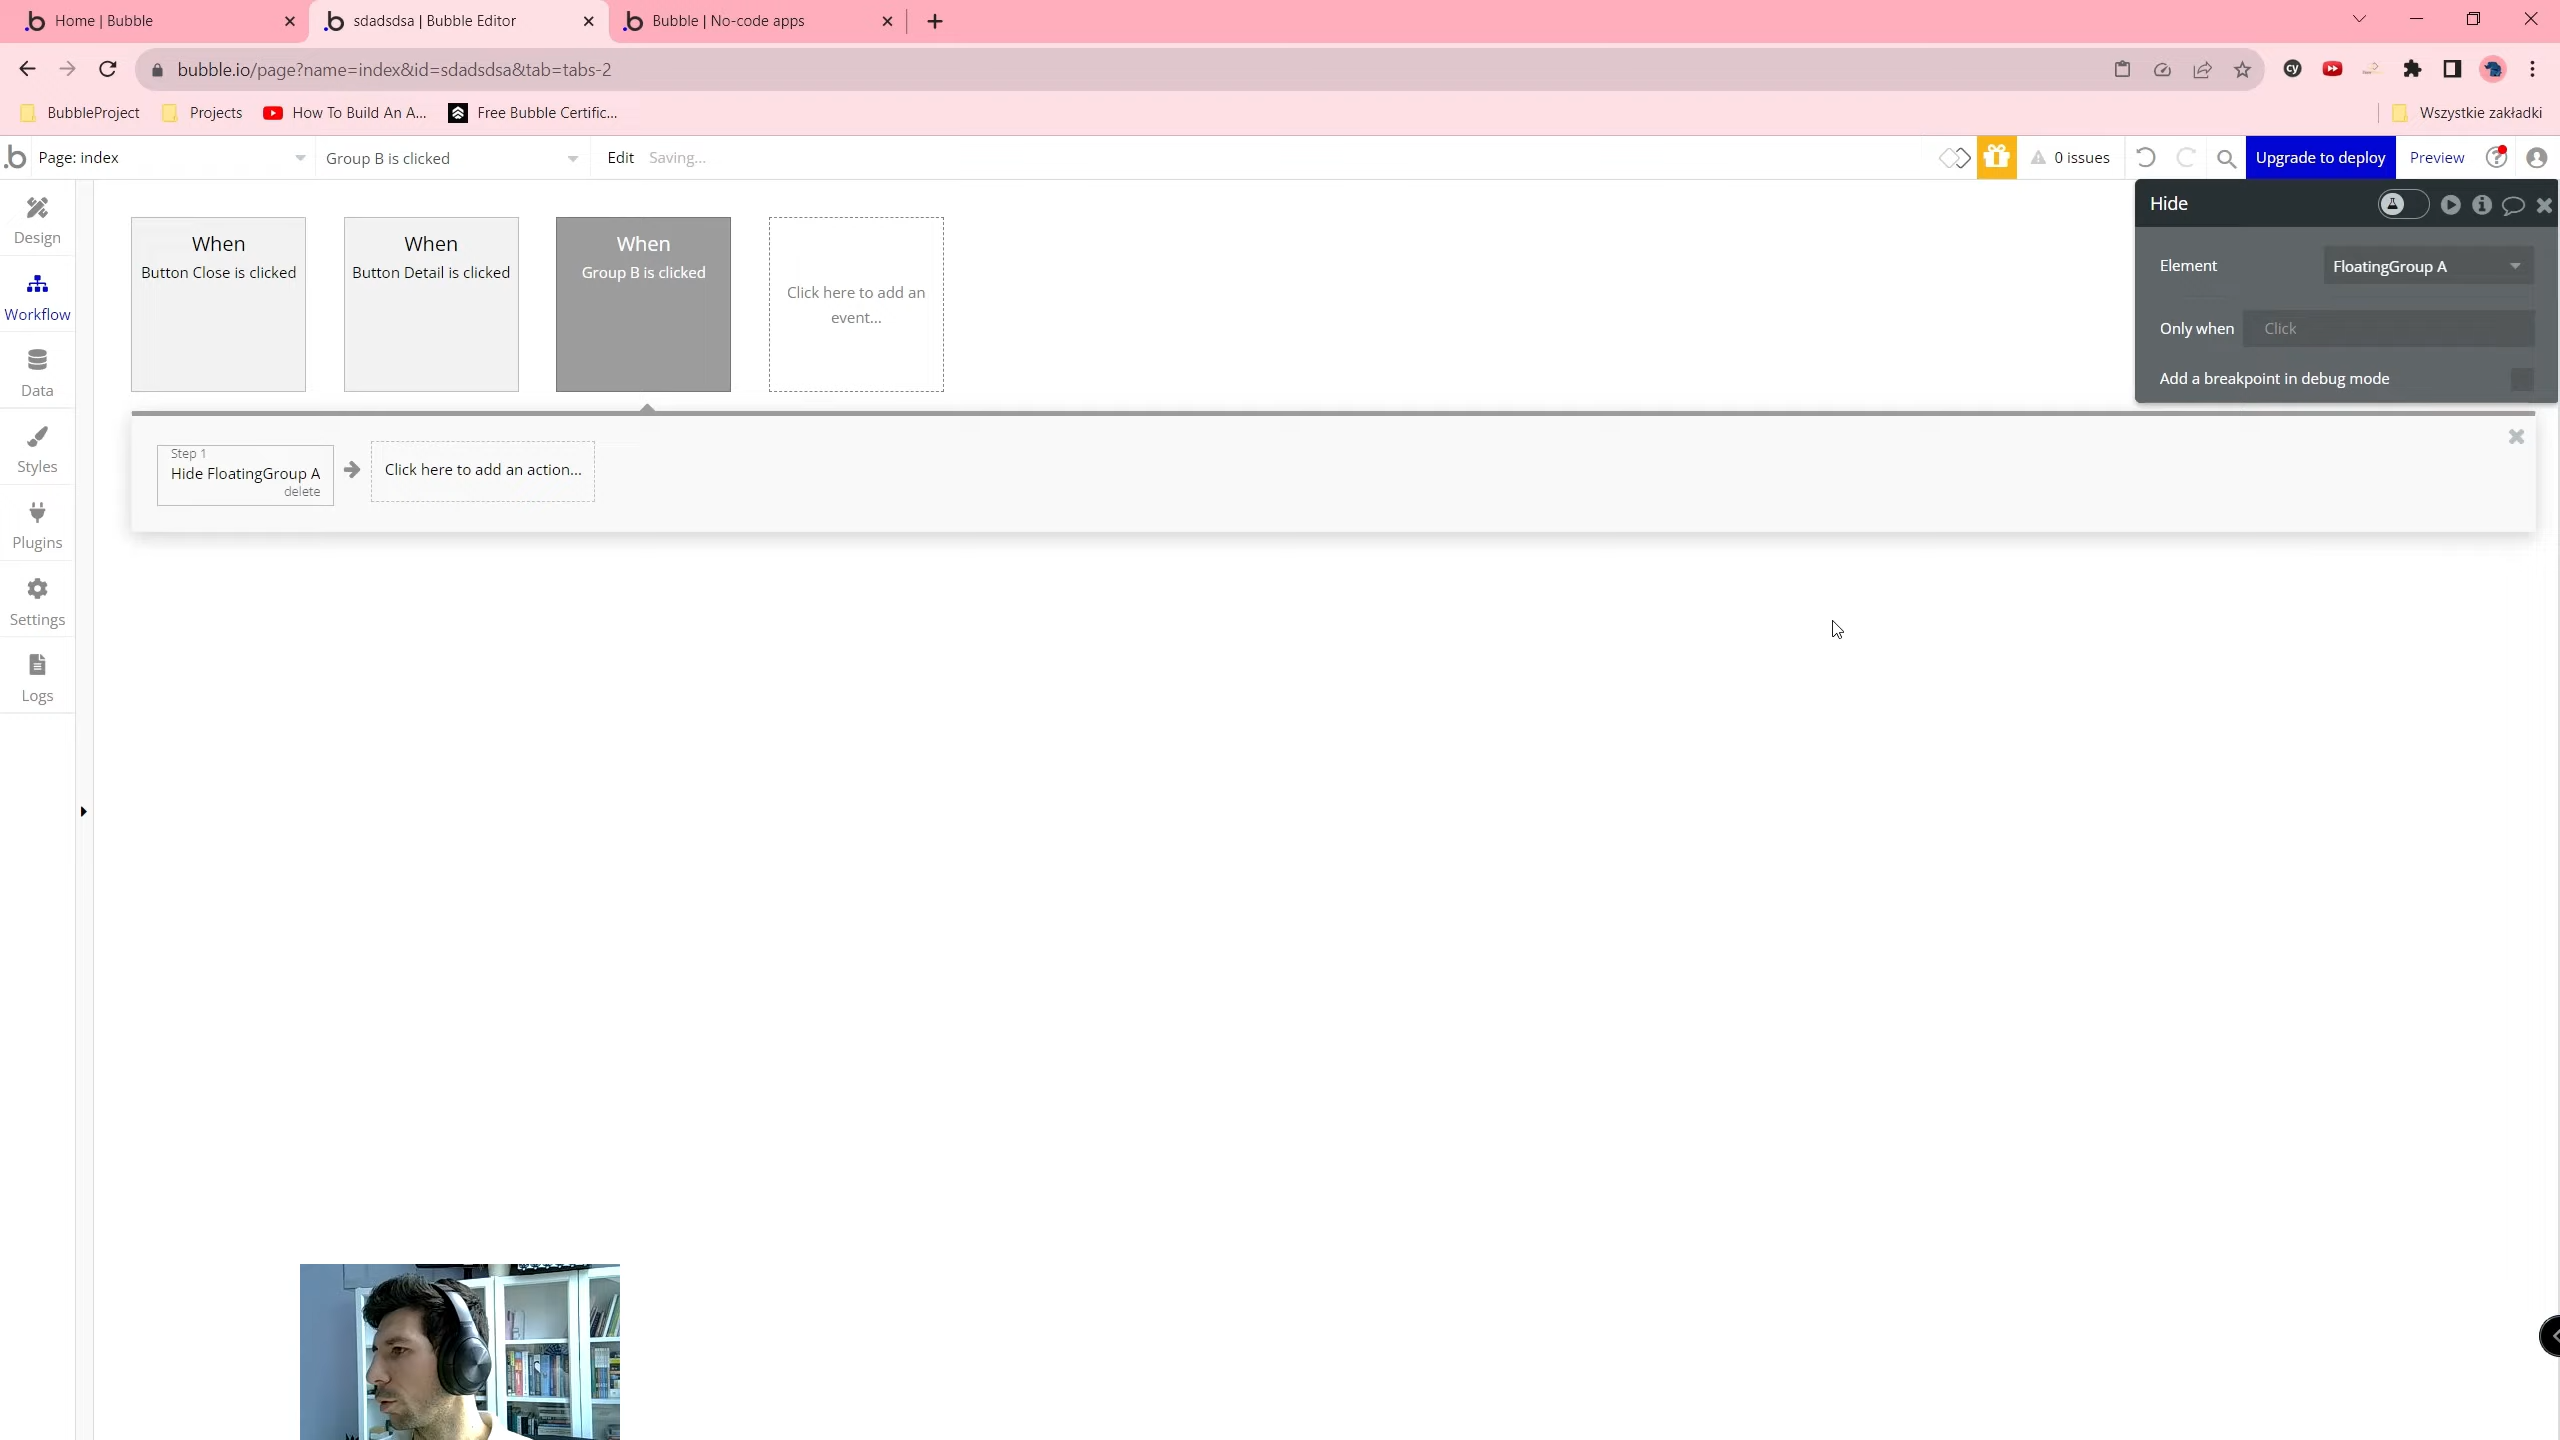 Home | Bubble
sdadsdsa | Bubble Editor
Bubble | No-code apps
bubble.io/page?name=index&id=sdadsdsa&tab=tabs-2
BubbleProject
Projects
How To Build An A...
Free Bubble Certific...
Wszystkie zakładki
Page: index
Group B is clicked
Edit
Saving...
0 issues
Upgrade to deploy
Preview
Design
Workflow
Data
Styles
Plugins
Settings
Logs
When
Button Close is clicked
When
Button Detail is clicked
When
Group B is clicked
Click here to add an
event...
Hide
Element
FloatingGroup A
Only when
Click
Add a breakpoint in debug mode
Step 1
Hide FloatingGroup A
delete
Click here to add an action...